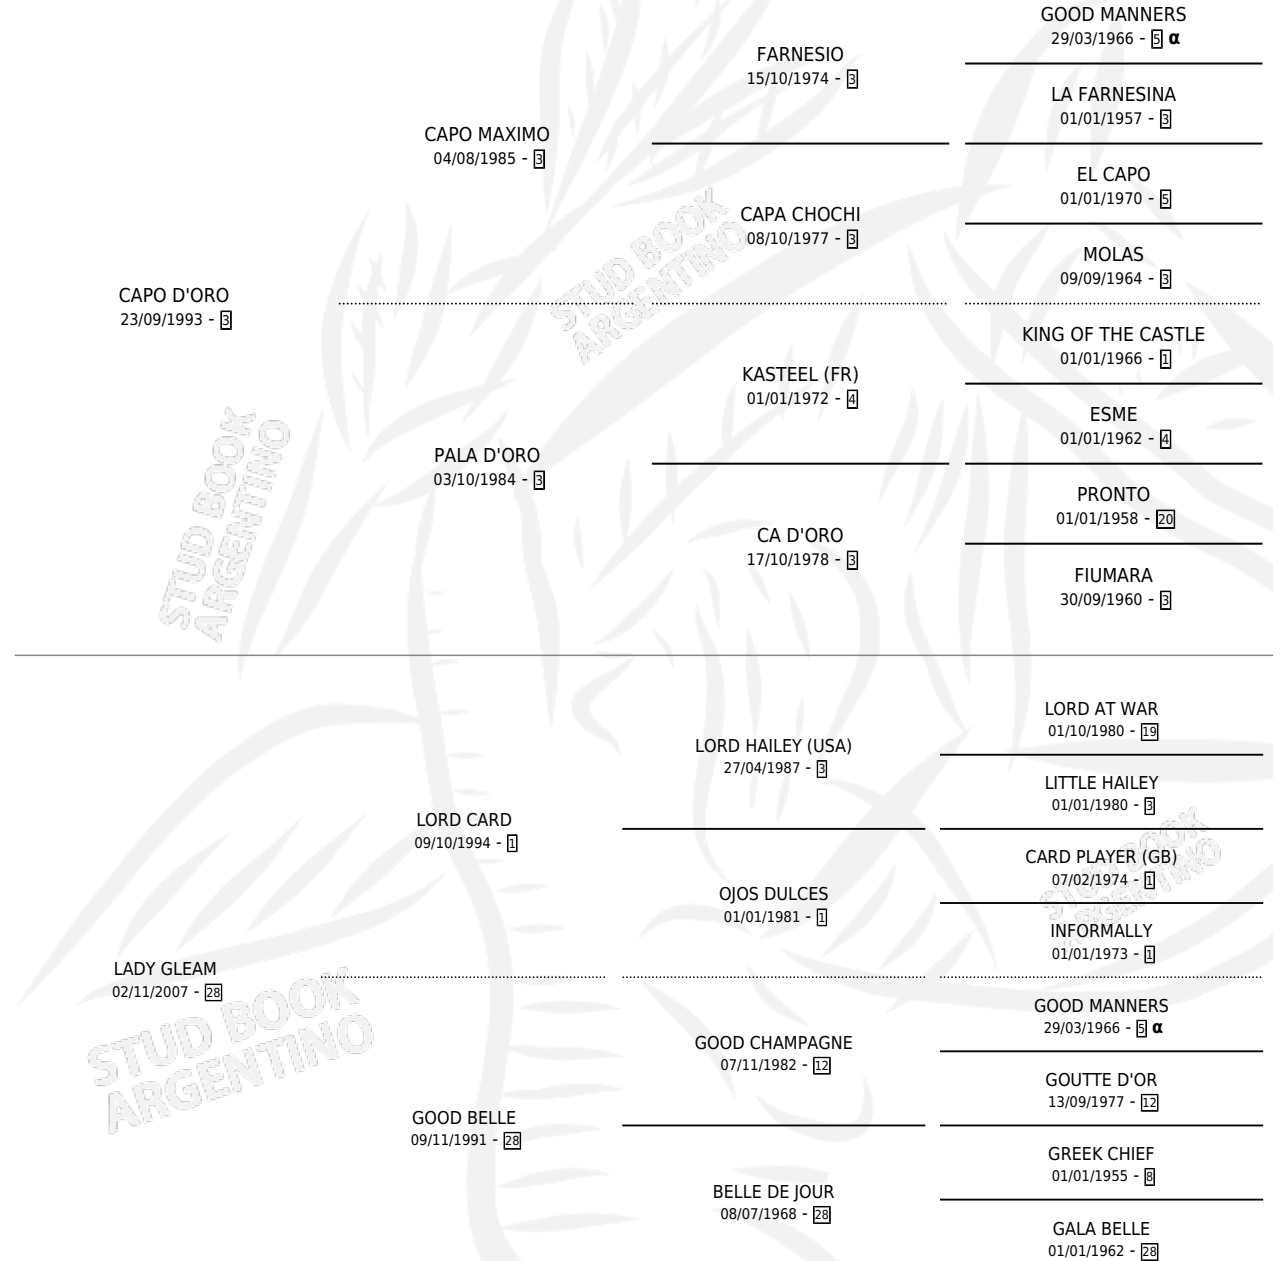 GOOD MANNERS
29/03/1966 - 5 α
FARNESIO
15/10/1974 - 3
LA FARNESINA
01/01/1957 - 3
CAPO MAXIMO
04/08/1985 - 3
EL CAPO
01/01/1970 - 5
CAPA CHOCHI
08/10/1977 - 3
MOLAS
09/09/1964 - 3
STUD BOOK
ARGENTINO
CAPO D'ORO
23/09/1993 - 3
KING OF THE CASTLE
01/01/1966 - 1
KASTEEL (FR)
01/01/1972 - 4
ESME
01/01/1962 - 4
PALA D'ORO
03/10/1984 - 3
PRONTO
01/01/1958 - 20
CA D'ORO
17/10/1978 - 3
FIUMARA
30/09/1960 - 3
STUD BOOK
ARGENTINO
LORD AT WAR
01/10/1980 - 19
LORD HAILEY (USA)
27/04/1987 - 3
LITTLE HAILEY
01/01/1980 - 3
LORD CARD
09/10/1994 - 1
CARD PLAYER (GB)
07/02/1974 - 1
OJOS DULCES
01/01/1981 - 1
INFORMALLY
01/01/1973 - 1
STUD BOOK
ARGENTINO
LADY GLEAM
02/11/2007 - 28
GOOD MANNERS
29/03/1966 - 5 α
GOOD CHAMPAGNE
07/11/1982 - 12
GOUTTE D'OR
13/09/1977 - 12
STUD BOOK
ARGENTINO
GOOD BELLE
09/11/1991 - 28
GREEK CHIEF
01/01/1955 - 8
BELLE DE JOUR
08/07/1968 - 28
GALA BELLE
01/01/1962 - 28